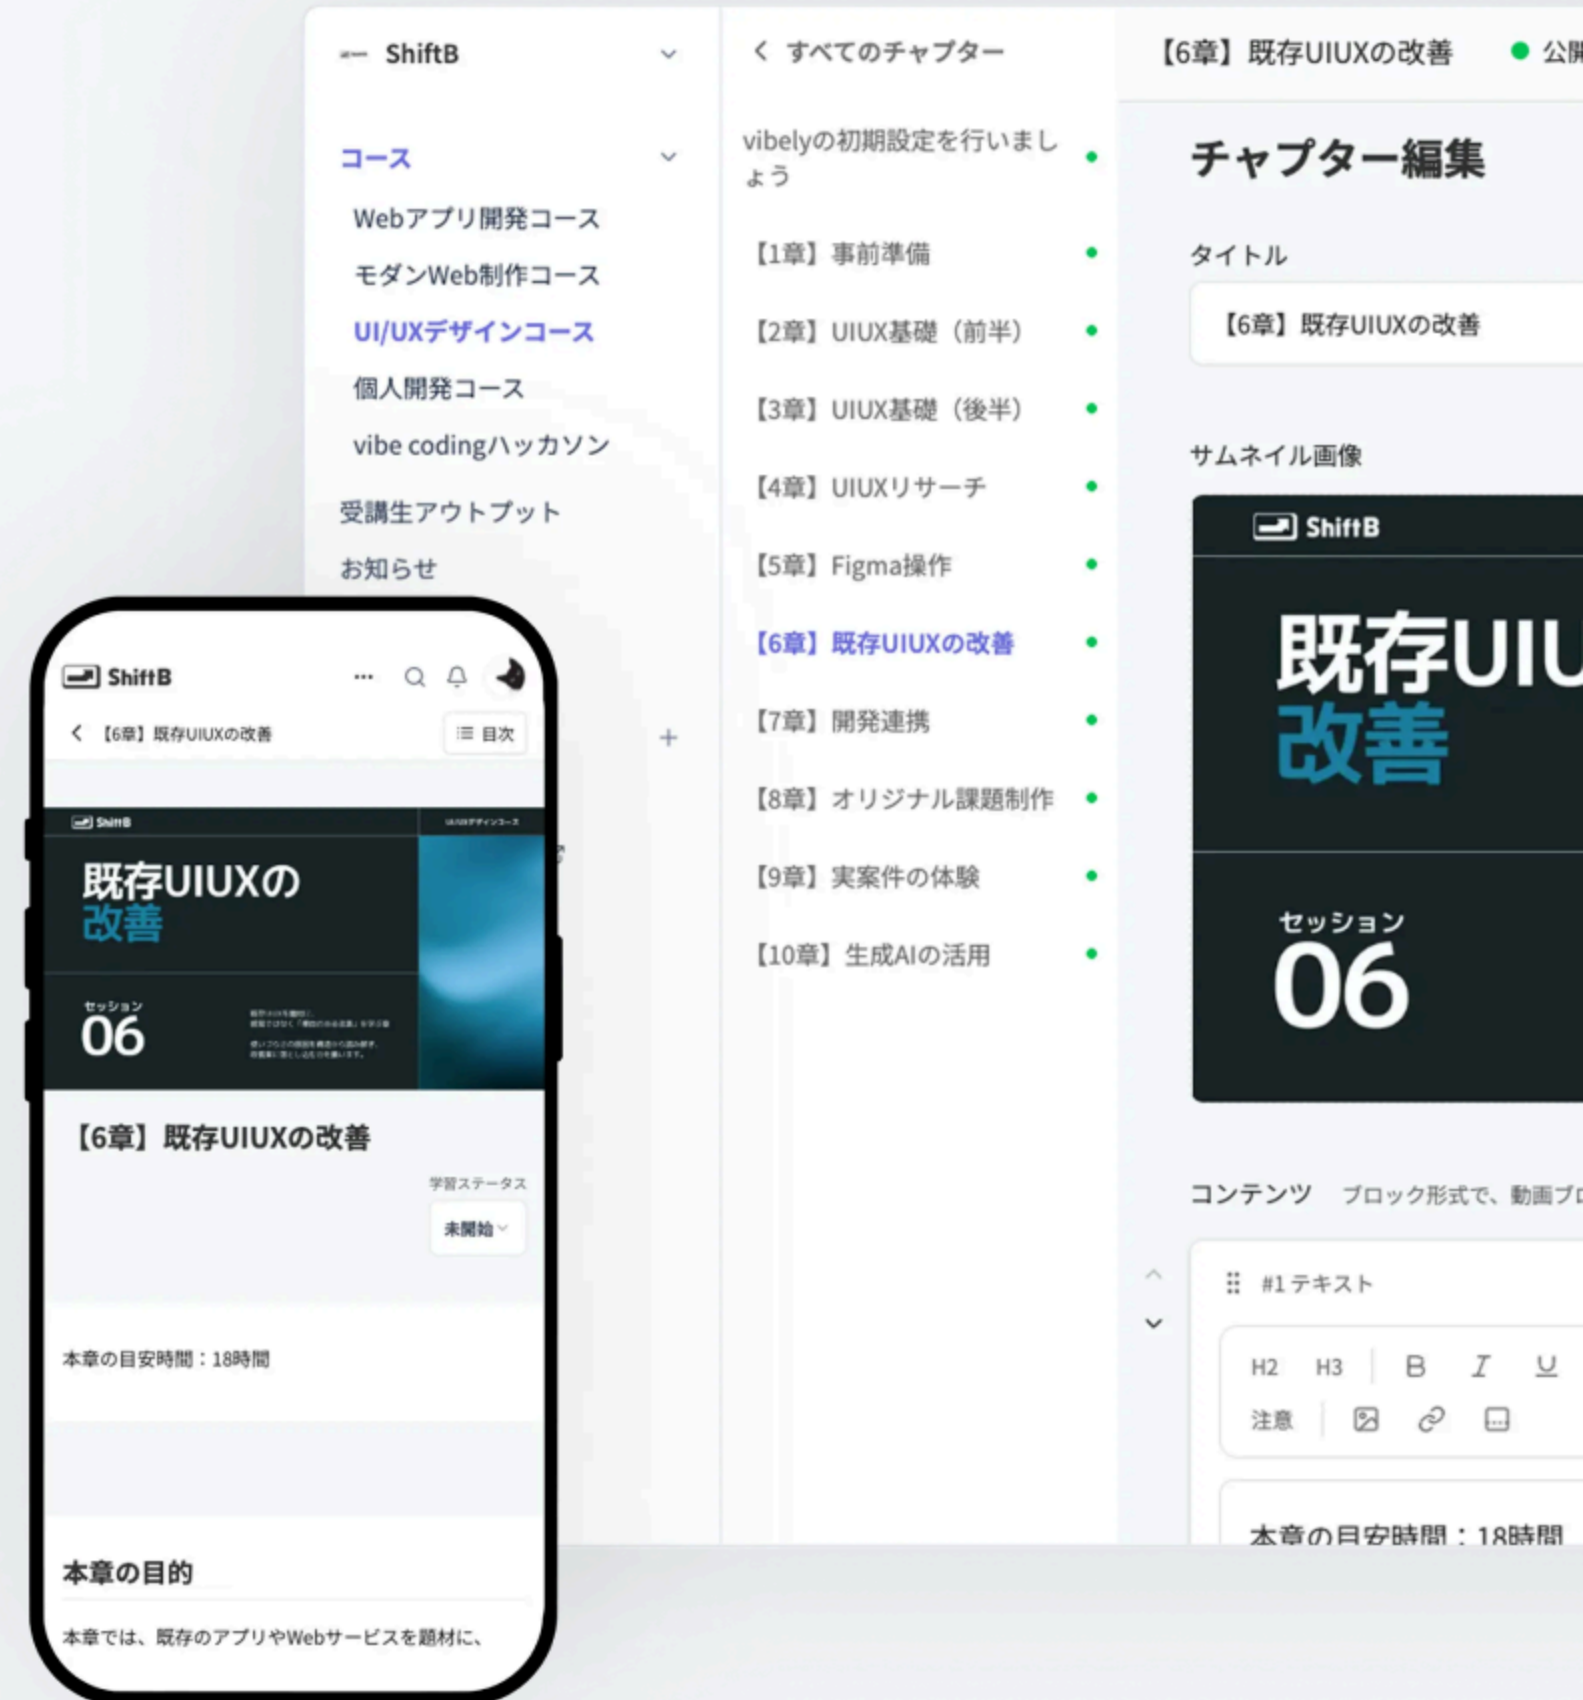 ShiftB
コース
Webアプリ開発コース
モダンWeb制作コース
UI/UXデザインコース
個人開発コース
vibe codingハッカソン
受講生アウトプット
お知らせ
すべてのチャプター
vibelyの初期設定を行いまし
ょう
【1章】事前準備
【2章】UIUX基礎（前半）
【3章】UIUX基礎（後半）
【4章】UIUXリサーチ
【5章】Figma操作
【6章】既存UIUXの改善
【7章】開発連携
【8章】オリジナル課題制作
【9章】実案件の体験
【10章】生成AIの活用
【6章】既存UIUXの改善
公開
チャプター編集
タイトル
【6章】既存UIUXの改善
サムネイル画像
ShiftB
既存UIU
改善
セッション
06
コンテンツ ブロック形式で、動画ブロ
#1 テキスト
H2 H3 B I U
注意
本章の目安時間：18時間
ShiftB
【6章】既存UIUXの改善
目次
ShiftB
UI/UXデザインコース
既存UIUXの
改善
セッション
06
【6章】既存UIUXの改善
学習ステータス
未開始
本章の目安時間：18時間
本章の目的
本章では、既存のアプリやWebサービスを題材に、